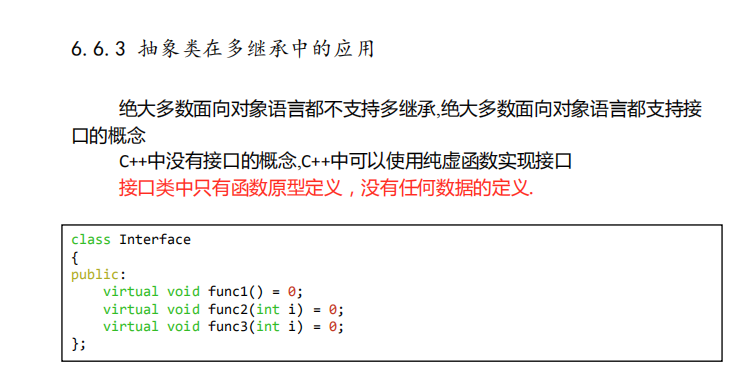 6.6.3 抽象类在多继承中的应用
绝大多数面向对象语言都不支持多继承,绝大多数面向对象语言都支持接
口的概念
C++中没有接口的概念,C++中可以使用纯虚函数实现接口
接口类中只有函数原型定义，没有任何数据的定义.
class Interface
{
public:
    virtual void func1() = 0;
    virtual void func2(int i) = 0;
    virtual void func3(int i) = 0;
};